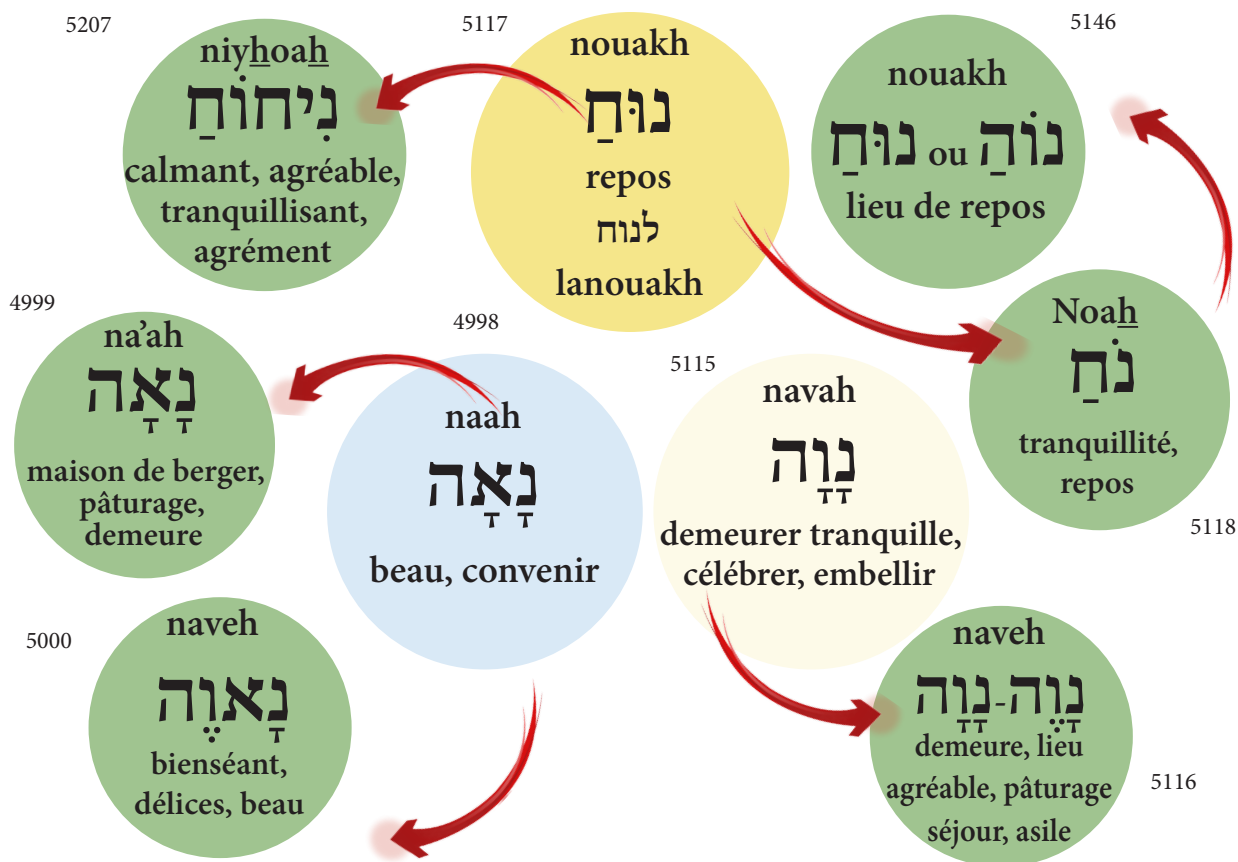 5207
niyhoah
נִיחוֹחַ
calmant, agréable,
tranquillisant,
agrément
5117
nouakh
נוּחַ
repos
לנוח
lanouakh
5146
nouakh
נוֹהַ ou נוּחַ
lieu de repos
4999
na’ah
נָאָה
maison de berger,
pâturage,
demeure
4998
naah
נָאָה
beau, convenir
5115
navah
נָוָה
demeurer tranquille,
célébrer, embellir
Noah
נֹחַ
tranquillité,
repos
5118
5000
naveh
נָאוֶה
bienséant,
délices, beau
naveh
נָוֶה-נָוָה
demeure, lieu
agréable, pâturage
séjour, asile
5116